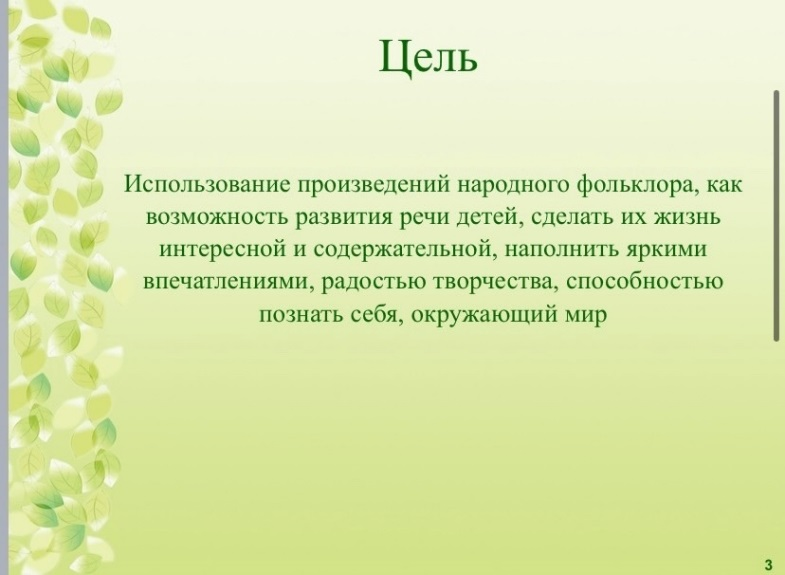 Цель
Использование произведений народного фольклора, как
возможность развития речи детей, сделать их жизнь
интересной и содержательной, наполнить яркими
впечатлениями, радостью творчества, способностью
познать себя, окружающий мир
3